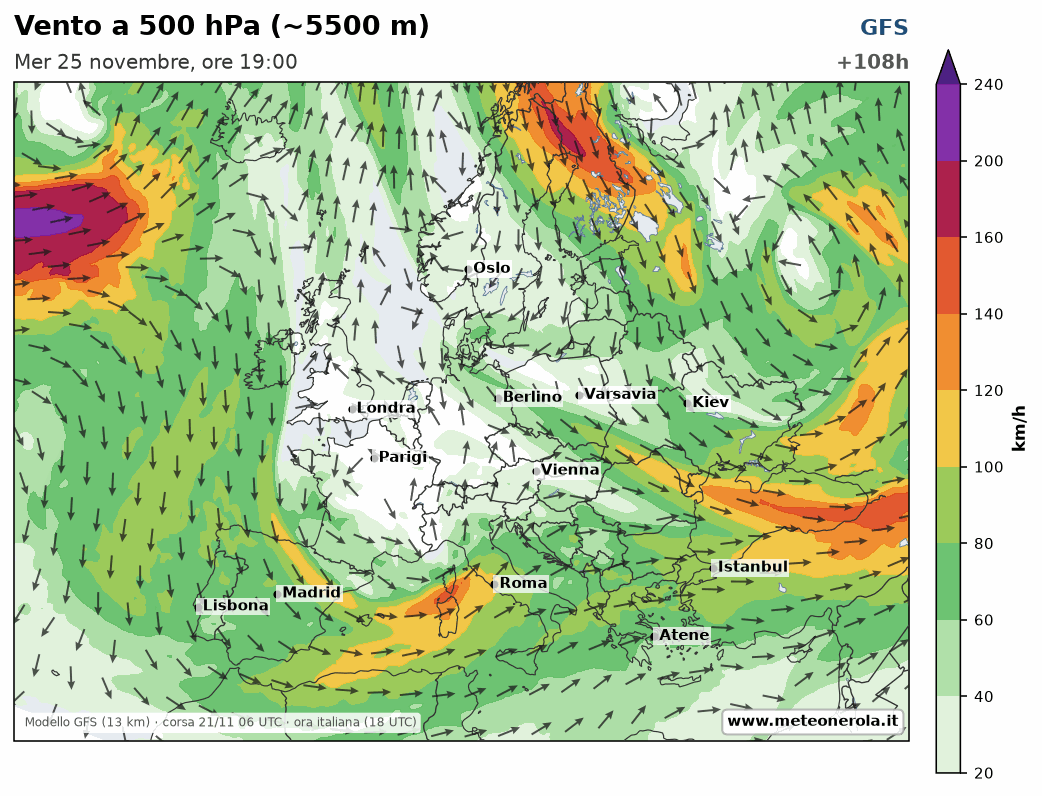 Vento a 500 hPa (~5500 m)
GFS
Mer 25 novembre, ore 19:00
+108h
240
200
160
140
120
100
80
60
40
20
km/h
Oslo
Berlino
Varsavia
Kiev
Londra
Parigi
Vienna
Istanbul
Roma
Madrid
Lisbona
Atene
Modello GFS (13 km) · corsa 21/11 06 UTC · ora italiana (18 UTC)
www.meteonerola.it